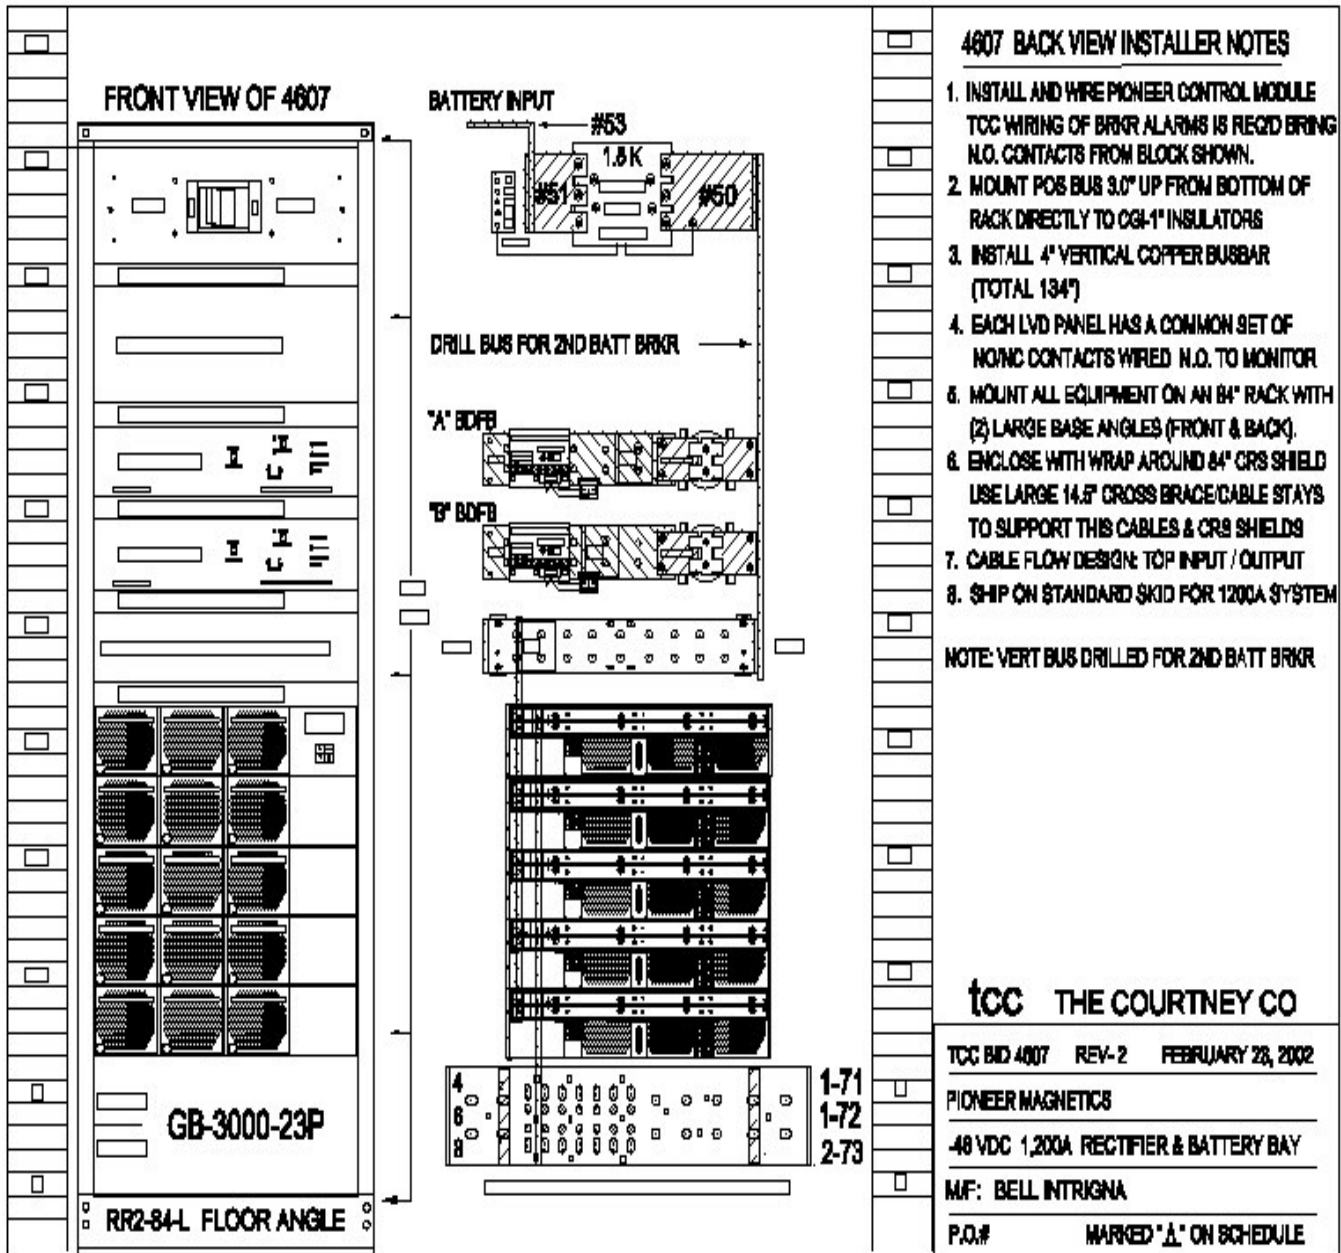 FRONT VIEW OF 4607
BATTERY INPUT
#53
1.8 K
#51
#50
DRILL BUS FOR 2ND BATT BRKR
"A" BDFB
"B" BDFB
4
6
8
1-71
1-72
2-73
GB-3000-23P
RR2-84-L FLOOR ANGLE
4607 BACK VIEW INSTALLER NOTES
1. INSTALL AND WIRE PIONEER CONTROL MODULE
TCC WIRING OF BRKR ALARMS IS REQ'D BRING
N.O. CONTACTS FROM BLOCK SHOWN.
2. MOUNT POS BUS 3.0" UP FROM BOTTOM OF
RACK DIRECTLY TO CGI-1" INSULATORS
3. INSTALL 4" VERTICAL COPPER BUSBAR
(TOTAL 134")
4. EACH LVD PANEL HAS A COMMON SET OF
NO/NC CONTACTS WIRED N.O. TO MONITOR
5. MOUNT ALL EQUIPMENT ON AN 84" RACK WITH
(2) LARGE BASE ANGLES (FRONT & BACK).
6. ENCLOSE WITH WRAP AROUND 84" CRS SHIELD
USE LARGE 14.5" CROSS BRACE/CABLE STAYS
TO SUPPORT THIS CABLES & CRS SHIELDS
7. CABLE FLOW DESIGN: TOP INPUT / OUTPUT
8. SHIP ON STANDARD SKID FOR 1200A SYSTEM
NOTE: VERT BUS DRILLED FOR 2ND BATT BRKR
tcc THE COURTNEY CO
TCC BID 4607 REV- 2 FEBRUARY 28, 2002
PIONEER MAGNETICS
-48 VDC 1,200A RECTIFIER & BATTERY BAY
M/F: BELL INTRIGNA
P.O.# MARKED "A" ON SCHEDULE